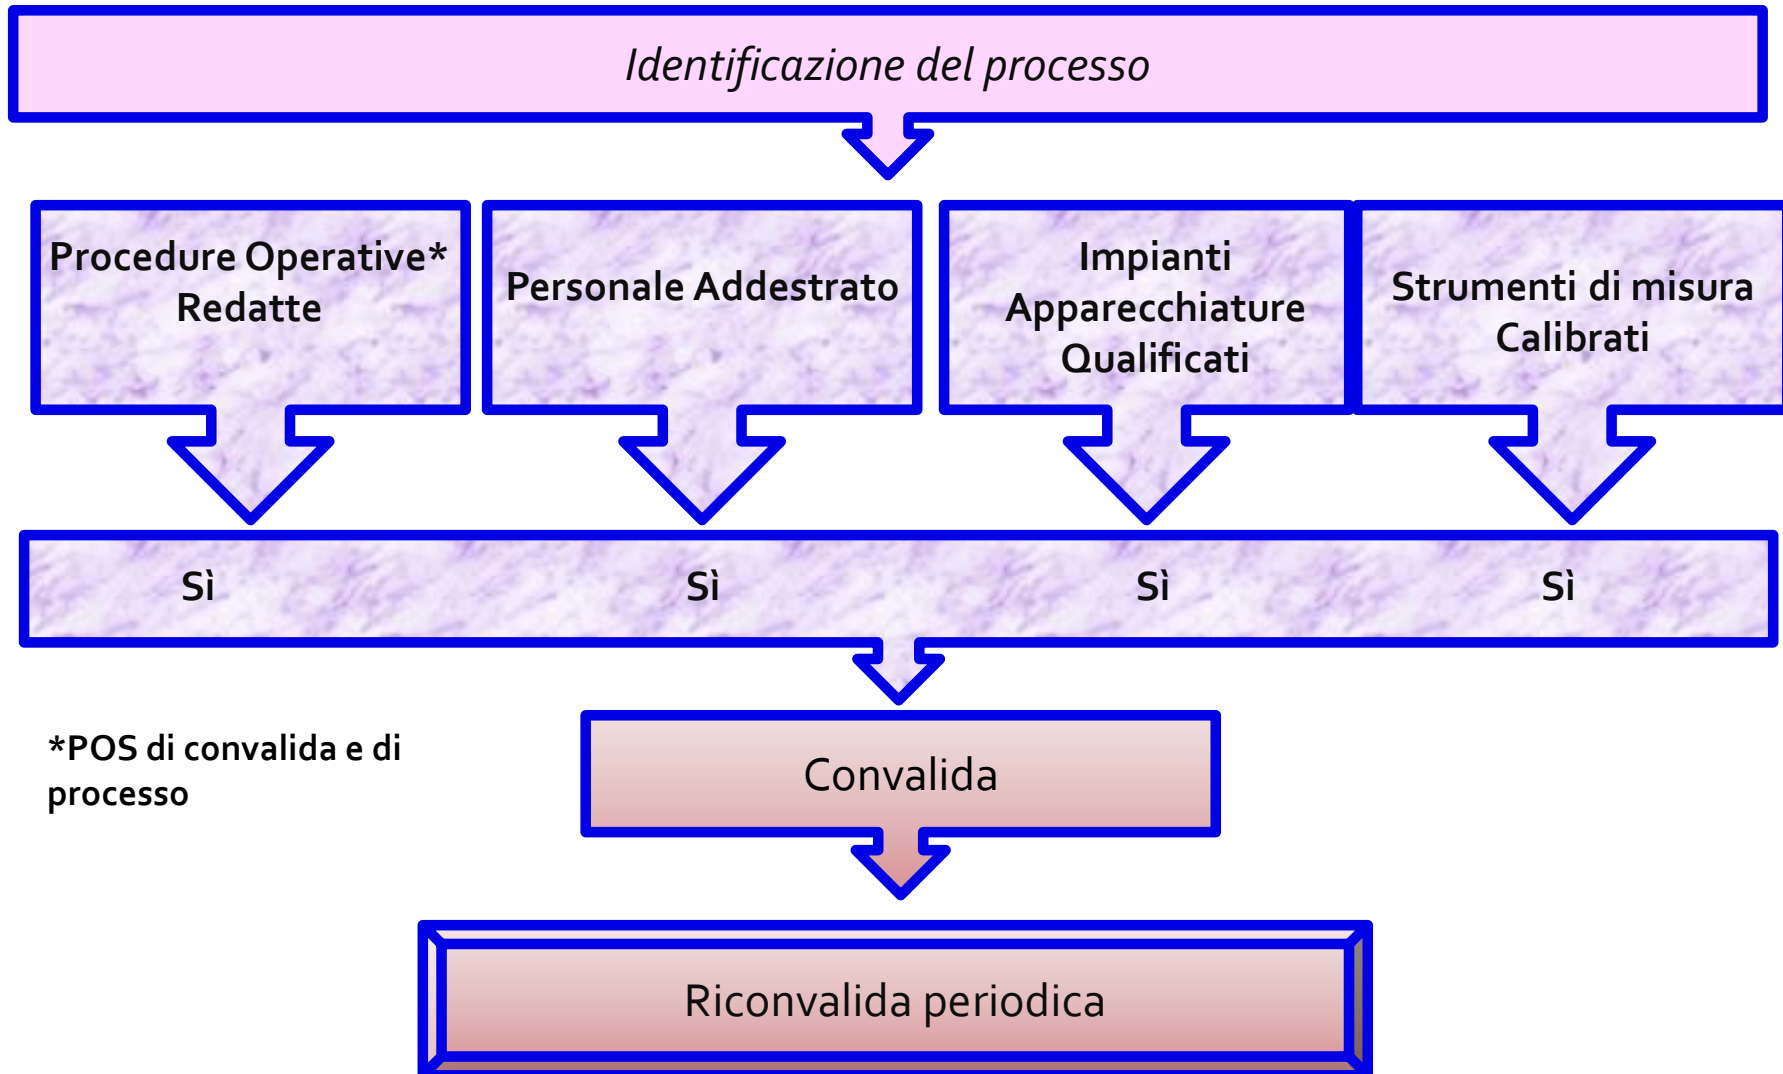 Identificazione del processo
Procedure Operative*
Redatte
Personale Addestrato
Impianti
Apparecchiature
Qualificati
Strumenti di misura
Calibrati
Sì
Sì
Sì
Sì
*POS di convalida e di
processo
Convalida
Riconvalida periodica